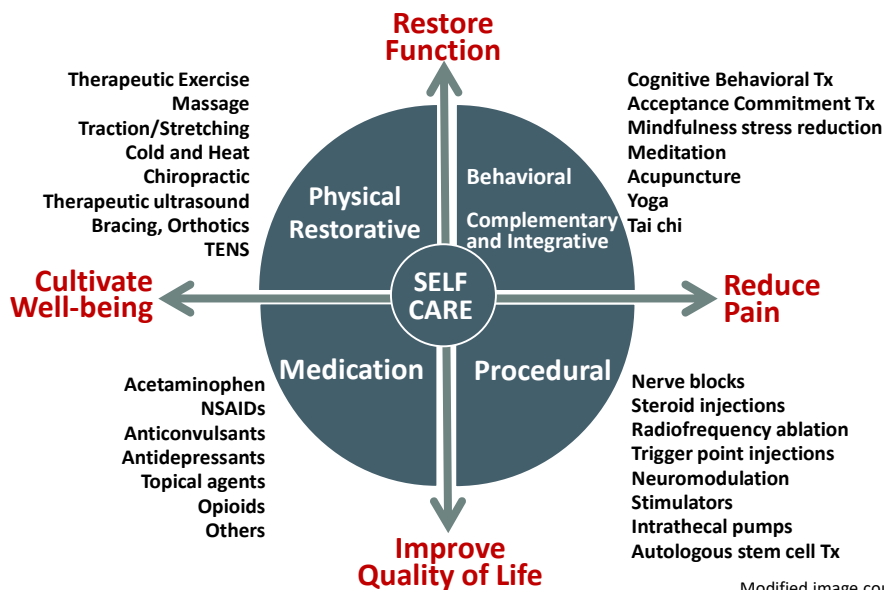 Restore
Function
Therapeutic Exercise
Massage
Traction/Stretching
Cold and Heat
Chiropractic
Therapeutic ultrasound
Bracing, Orthotics
TENS
Cognitive Behavioral Tx
Acceptance Commitment Tx
Mindfulness stress reduction
Meditation
Acupuncture
Yoga
Tai chi
Physical
Restorative
Behavioral
Complementary
and Integrative
Cultivate
Well-being
SELF
CARE
Reduce
Pain
Medication
Procedural
Acetaminophen
NSAIDs
Anticonvulsants
Antidepressants
Topical agents
Opioids
Others
Nerve blocks
Steroid injections
Radiofrequency ablation
Trigger point injections
Neuromodulation
Stimulators
Intrathecal pumps
Autologous stem cell Tx
Improve
Quality of Life
Modified image